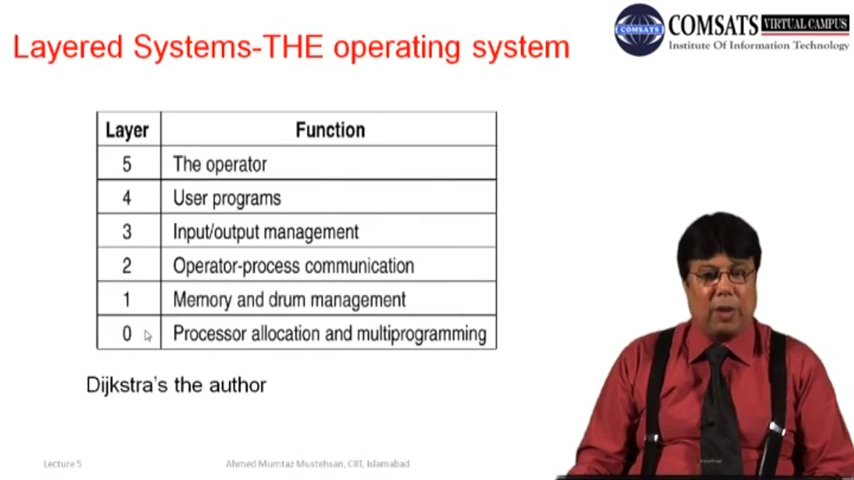 Layered Systems-THE operating system
COMSATS
COMSATS VIRTUAL CAMPUS
Institute Of Information Technology
Layer Function
5 The operator
4 User programs
3 Input/output management
2 Operator-process communication
1 Memory and drum management
0 Processor allocation and multiprogramming
Dijkstra's the author
Lecture 5 Ahmed Mumtaz Mustehsan, CIIT, Islamabad